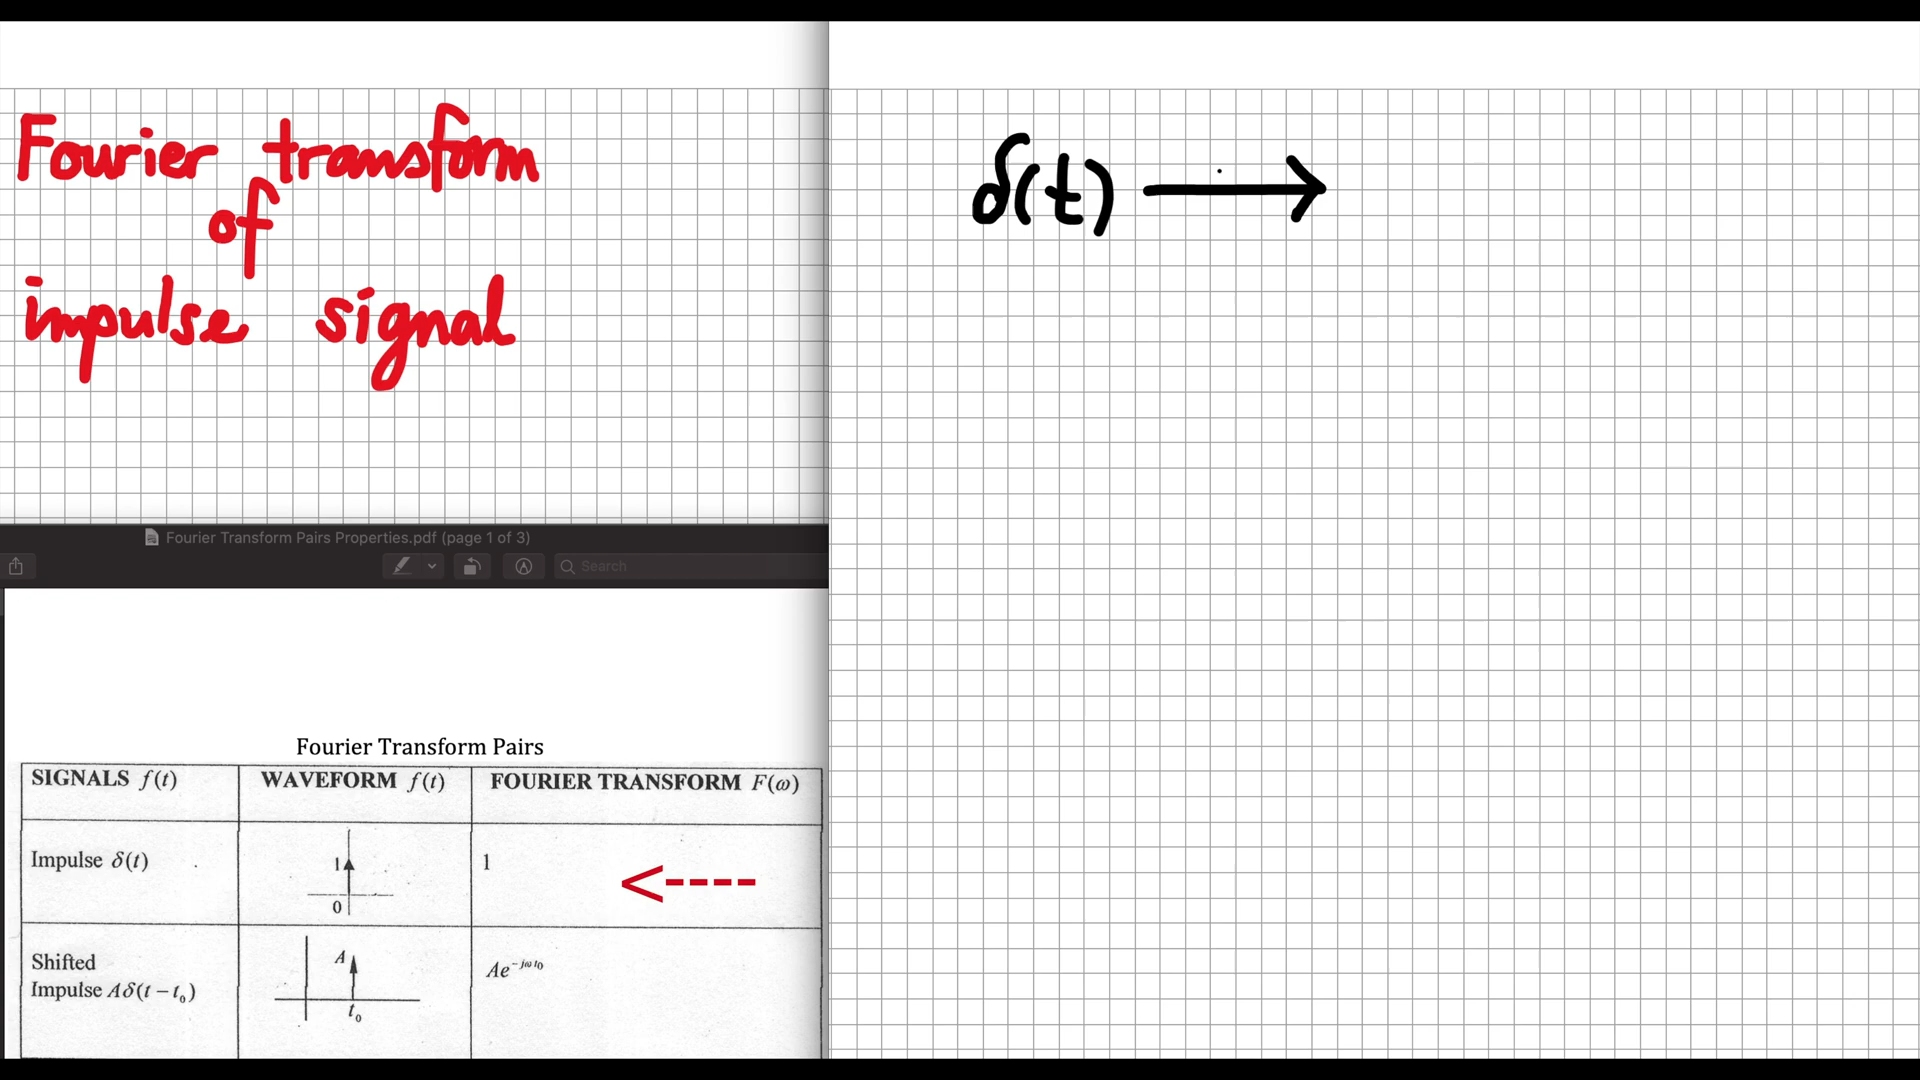 Fourier transform
of
impulse signal
δ(t) →
Fourier Transform Pairs Properties.pdf (page 1 of 3)
Search
Fourier Transform Pairs
SIGNALS f(t) WAVEFORM f(t) FOURIER TRANSFORM F(ω)
Impulse δ(t) 1 0 1 <----
Shifted
Impulse Aδ(t − t₀) A t₀ Ae^{-jωt₀}